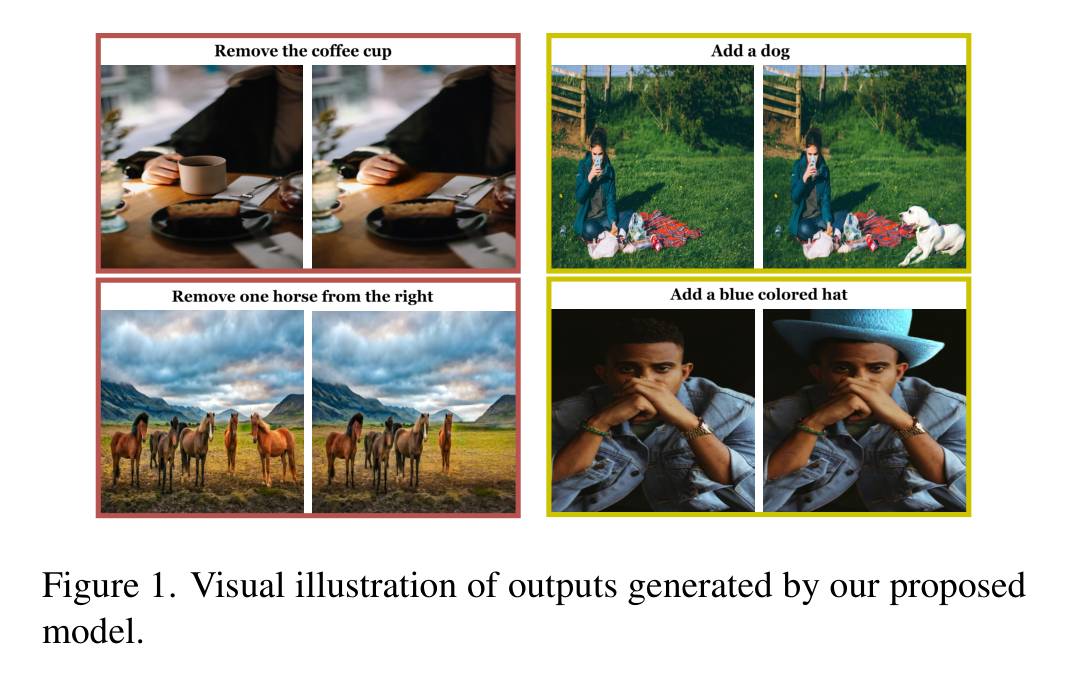 Remove the coffee cup
Add a dog
Remove one horse from the right
Add a blue colored hat
Figure 1. Visual illustration of outputs generated by our proposed
model.